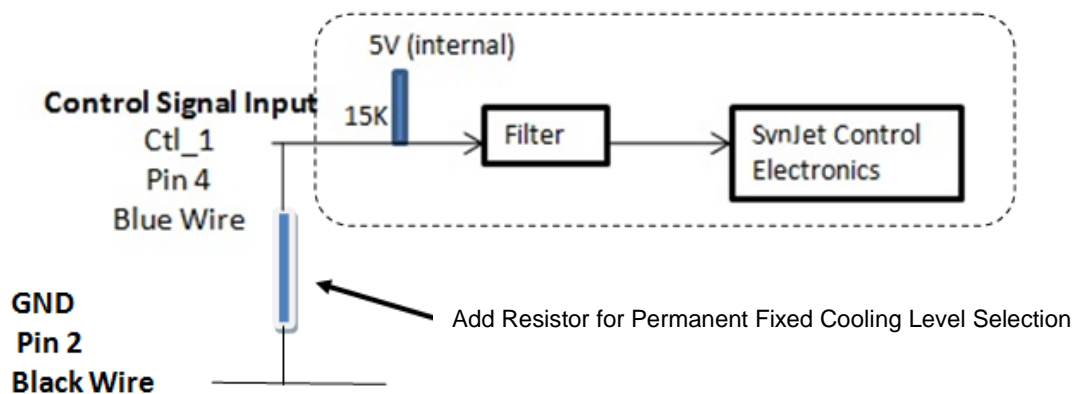 5V (internal)
Control Signal Input
15K
Ctl_1
Pin 4
Blue Wire
Filter
SynJet Control
Electronics
GND
Pin 2
Black Wire
Add Resistor for Permanent Fixed Cooling Level Selection